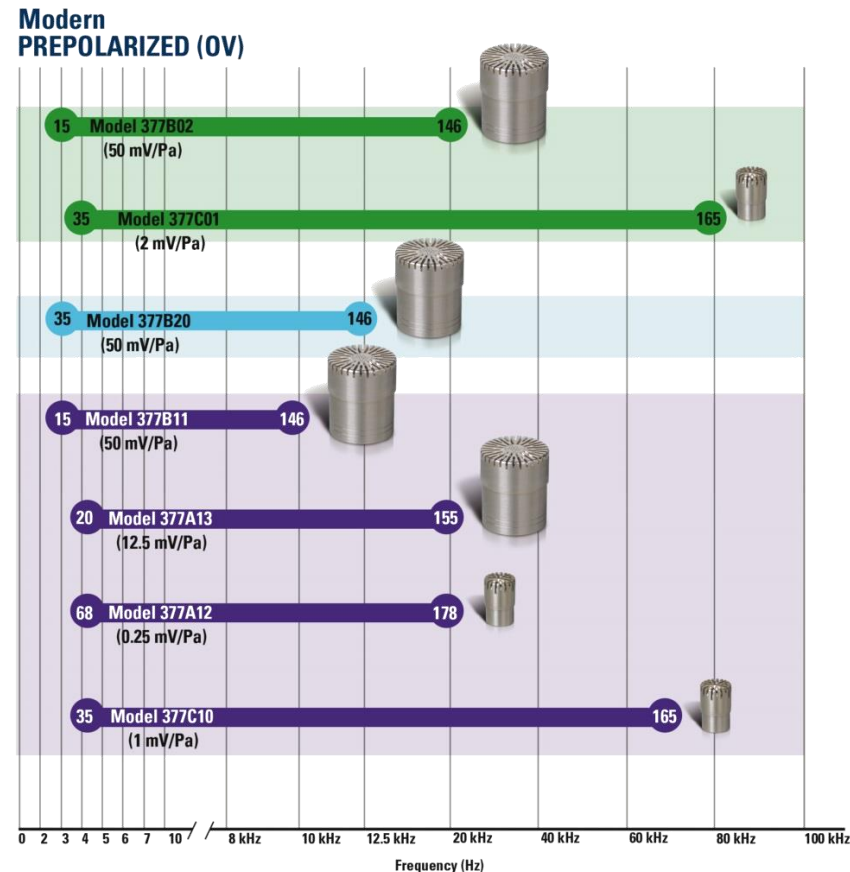 Modern
PREPOLARIZED (0V)
15 Model 377B02 146
(50 mV/Pa)
35 Model 377C01 165
(2 mV/Pa)
35 Model 377B20 146
(50 mV/Pa)
15 Model 377B11 146
(50 mV/Pa)
20 Model 377A13 155
(12.5 mV/Pa)
68 Model 377A12 178
(0.25 mV/Pa)
35 Model 377C10 165
(1 mV/Pa)
0 2 3 4 5 6 7 10 / / 8 kHz 10 kHz 12.5 kHz 20 kHz 40 kHz 60 kHz 80 kHz 100 kHz
Frequency (Hz)